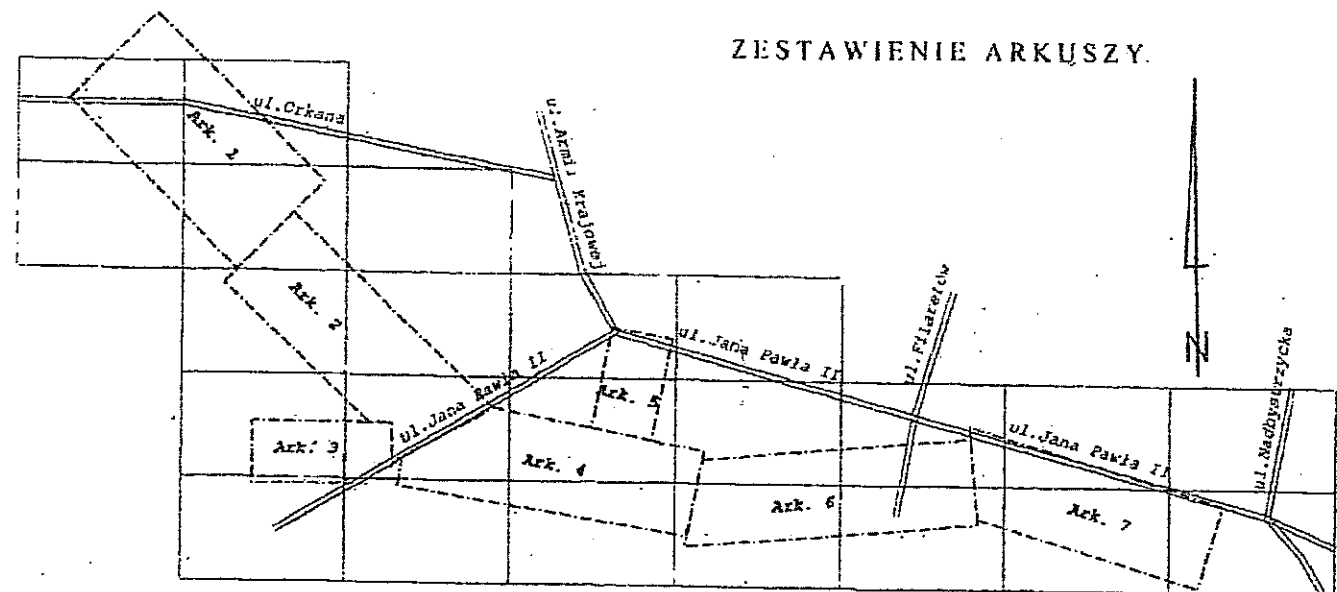 ZESTAWIENIE ARKUSZY.
ul.Orkana
ul.Armii Krajowej
Ark. 1
Ark. 2
ul.Jana Pawła II
ul.Filaretów
ul.Jana Pawła II
Ark. 5
ul.Nadbystrzycka
ul.Jana Pawła II
Ark. 3
Ark. 4
Ark. 6
Ark. 7
N